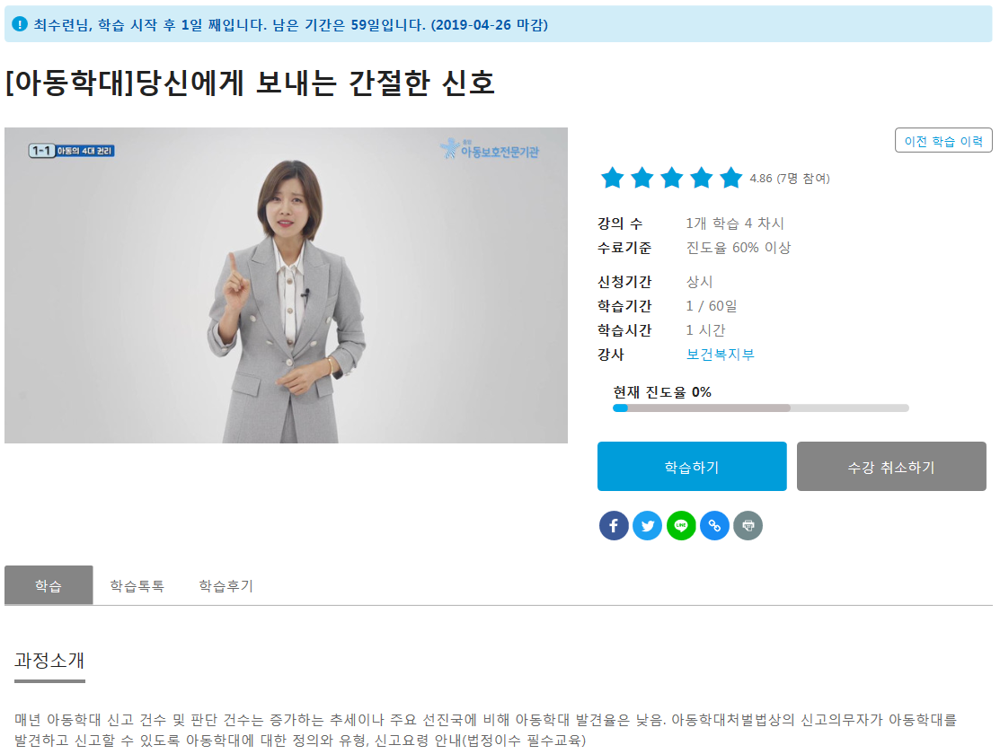 최수련님, 학습 시작 후 1일 째입니다. 남은 기간은 59일입니다. (2019-04-26 마감)
[아동학대]당신에게 보내는 간절한 신호
1-1 아동의 4대 권리
아동보호전문기관
이전 학습 이력
4.86 (7명 참여)
강의 수 1개 학습 4 차시
수료기준 진도율 60% 이상
신청기간 상시
학습기간 1 / 60일
학습시간 1 시간
강사 보건복지부
현재 진도율 0%
학습하기 수강 취소하기
LINE
학습 학습톡톡 학습후기
과정소개
매년 아동학대 신고 건수 및 판단 건수는 증가하는 추세이나 주요 선진국에 비해 아동학대 발견율은 낮음. 아동학대처벌법상의 신고의무자가 아동학대를
발견하고 신고할 수 있도록 아동학대에 대한 정의와 유형, 신고요령 안내(법정이수 필수교육)